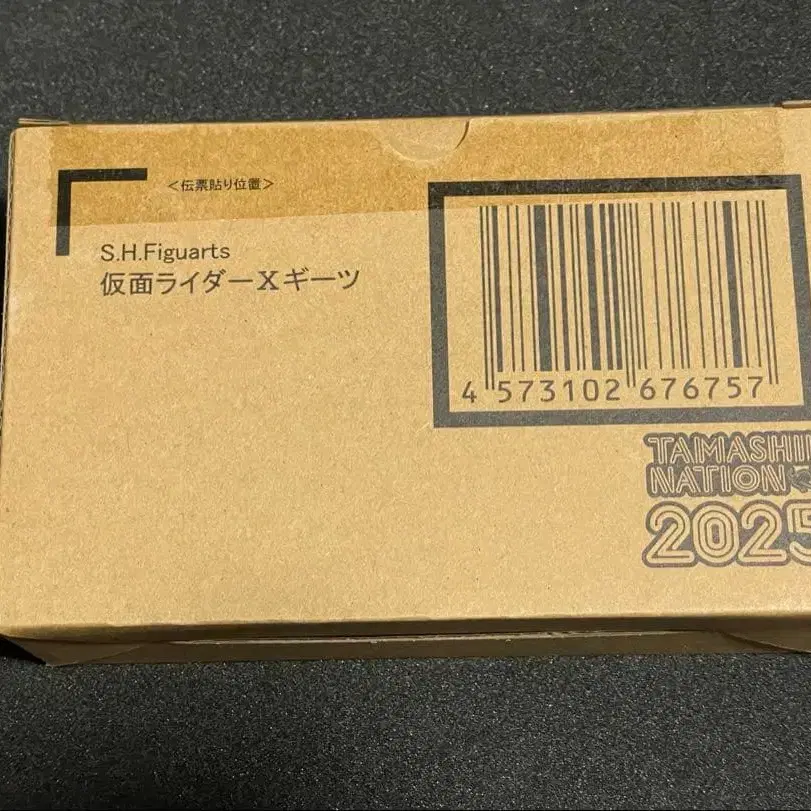 <伝票貼り位置>
S.H.Figuarts
仮面ライダーXギーツ
4 573102 676757
TAMASHII
NATION
2025